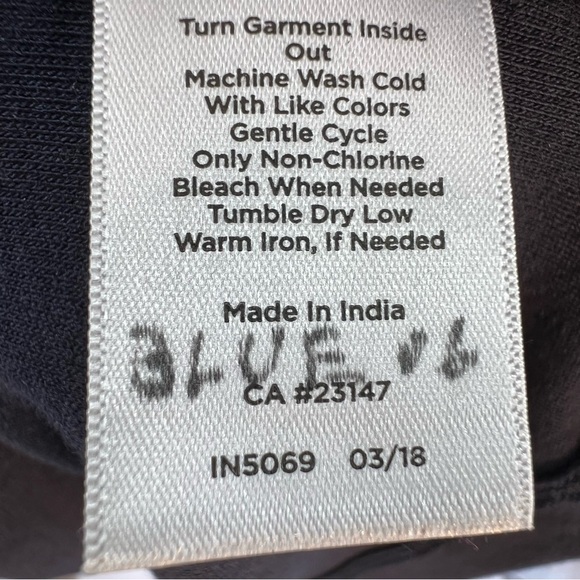 Turn Garment Inside
Out
Machine Wash Cold
With Like Colors
Gentle Cycle
Only Non-Chlorine
Bleach When Needed
Tumble Dry Low
Warm Iron, If Needed
Made In India
BLUE
CA #23147
IN5069 03/18